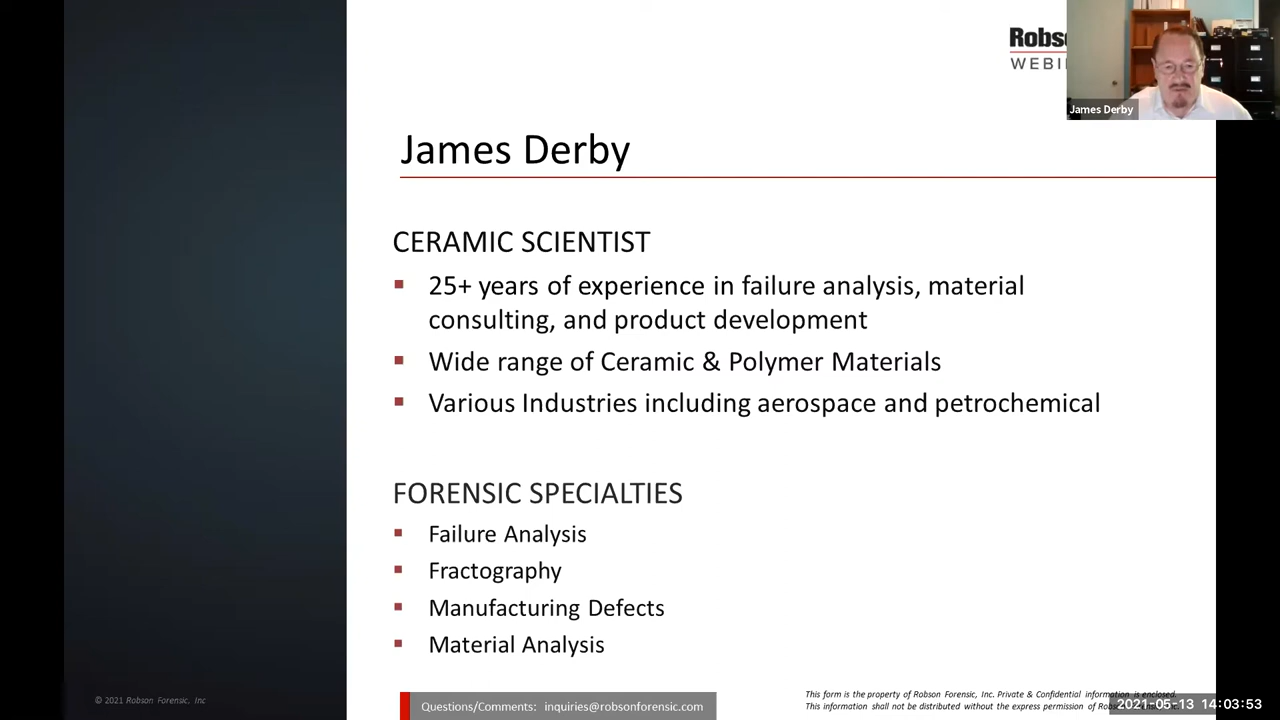 James Derby
James Derby
CERAMIC SCIENTIST
25+ years of experience in failure analysis, material
consulting, and product development
Wide range of Ceramic & Polymer Materials
Various Industries including aerospace and petrochemical
FORENSIC SPECIALTIES
Failure Analysis
Fractography
Manufacturing Defects
Material Analysis
© 2021 Robson Forensic, Inc
Questions/Comments: inquiries@robsonforensic.com
This form is the property of Robson Forensic, Inc. Private & Confidential information is enclosed.
This information shall not be distributed without the express permission of
2021-05-13 14:03:53